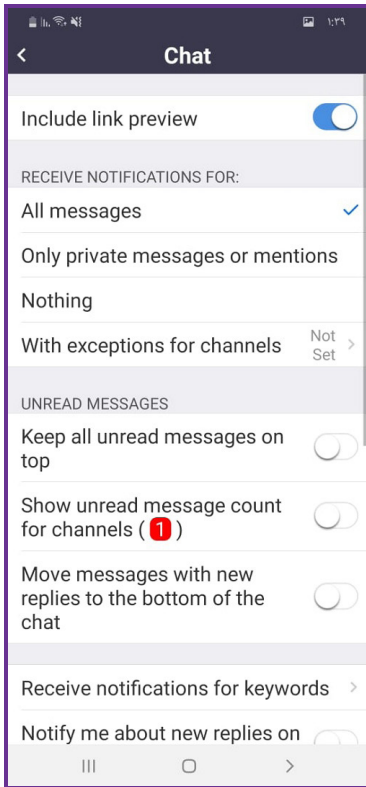 ۱:۳۹
Chat
Include link preview
RECEIVE NOTIFICATIONS FOR:
All messages
Only private messages or mentions
Nothing
With exceptions for channels
Not
Set
UNREAD MESSAGES
Keep all unread messages on
top
Show unread message count
for channels ( 1 )
Move messages with new
replies to the bottom of the
chat
Receive notifications for keywords
Notify me about new replies on